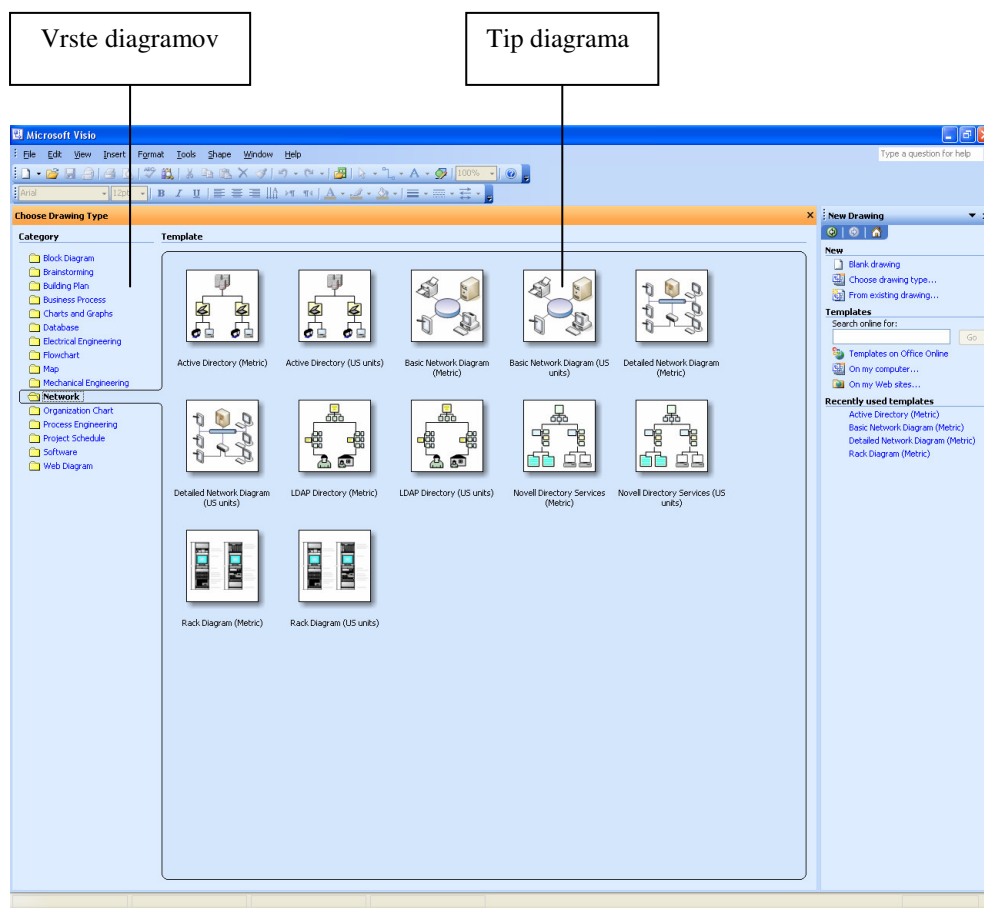 Vrste diagramov
Tip diagrama
Microsoft Visio
File Edit View Insert Format Tools Shape Window Help
Type a question for help
100%
Arial 12pt B I U
Choose Drawing Type
Category
Block Diagram
Brainstorming
Building Plan
Business Process
Charts and Graphs
Database
Electrical Engineering
Flowchart
Map
Mechanical Engineering
Network
Organization Chart
Process Engineering
Project Schedule
Software
Web Diagram
Template
Active Directory (Metric)
Active Directory (US units)
Basic Network Diagram
(Metric)
Basic Network Diagram (US
units)
Detailed Network Diagram
(Metric)
Detailed Network Diagram
(US units)
LDAP Directory (Metric)
LDAP Directory (US units)
Novell Directory Services
(Metric)
Novell Directory Services (US
units)
Rack Diagram (Metric)
Rack Diagram (US units)
New Drawing
New
Blank drawing
Choose drawing type...
From existing drawing...
Templates
Search online for:
Go
Templates on Office Online
On my computer...
On my Web sites...
Recently used templates
Active Directory (Metric)
Basic Network Diagram (Metric)
Detailed Network Diagram (Metric)
Rack Diagram (Metric)